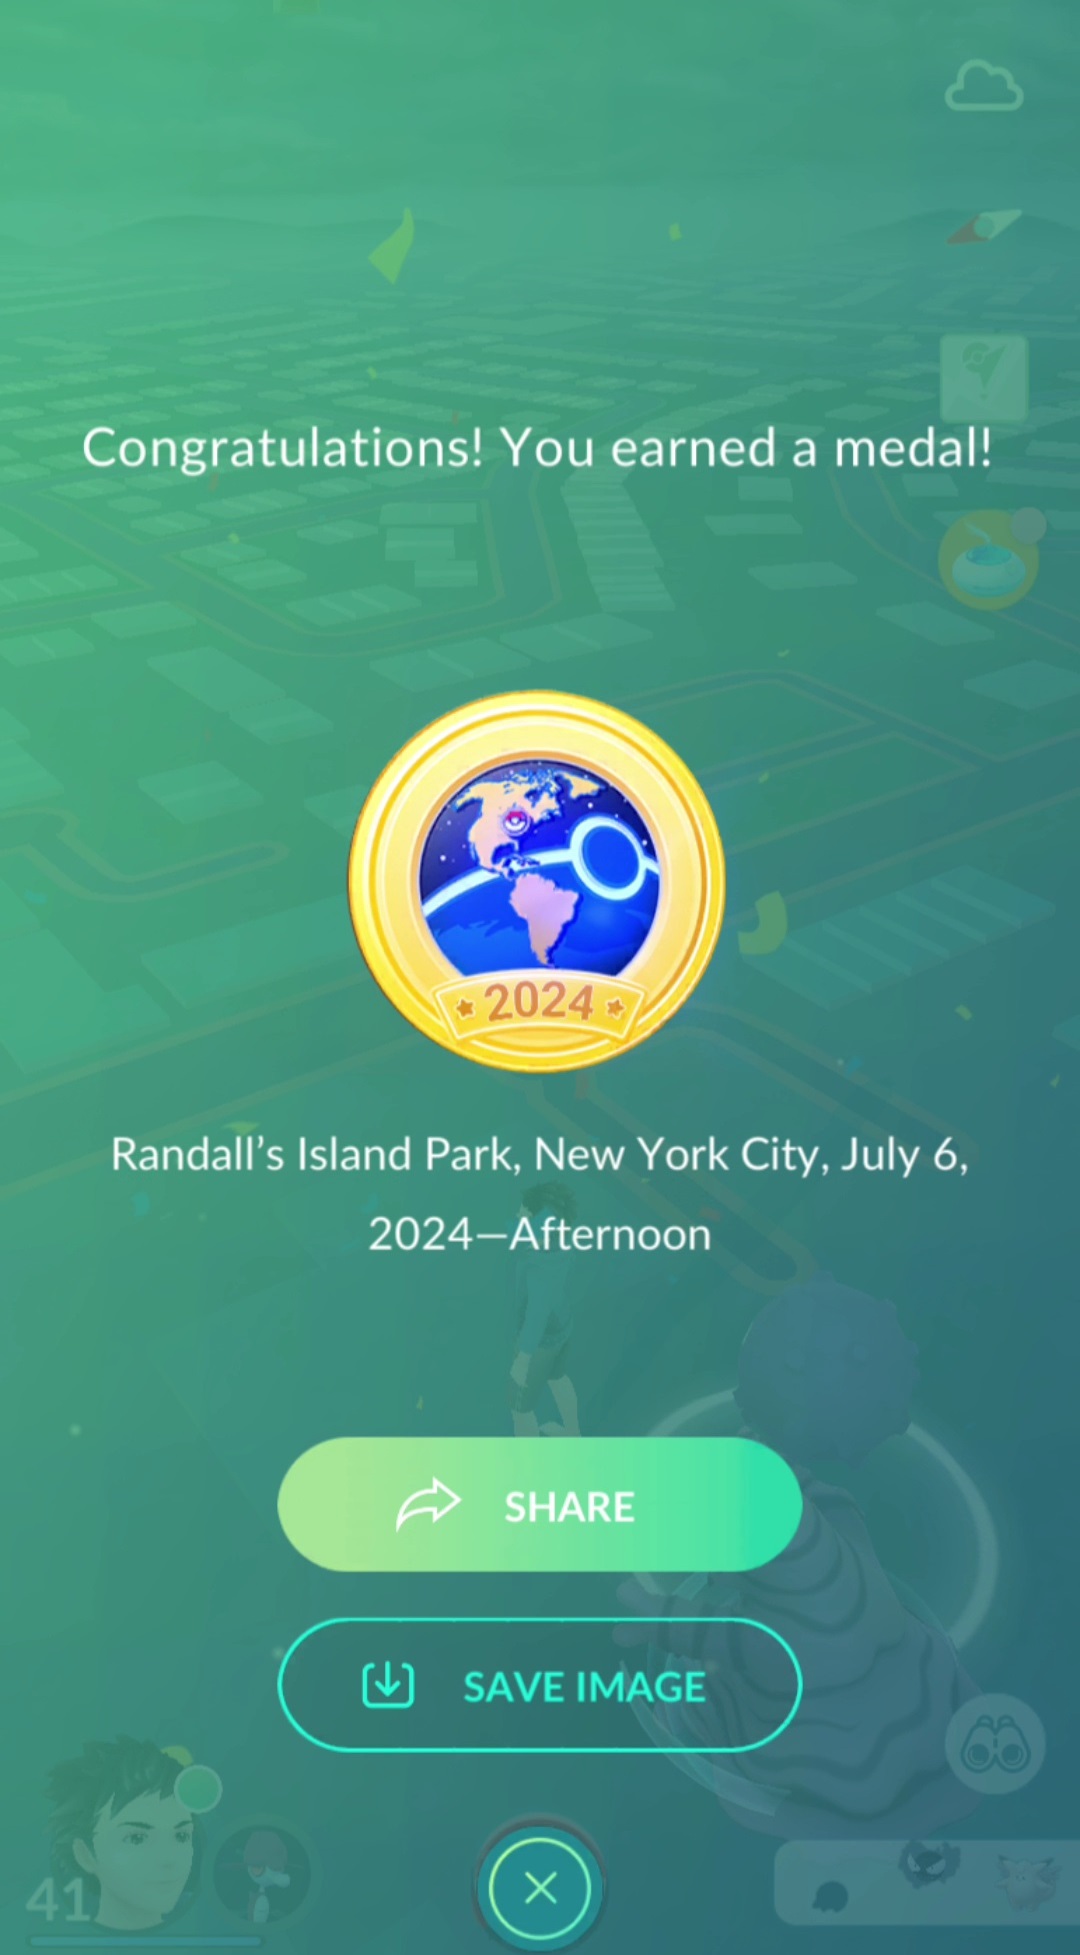 Congratulations! You earned a medal!
2024
Randall’s Island Park, New York City, July 6,
2024—Afternoon
SHARE
SAVE IMAGE
41